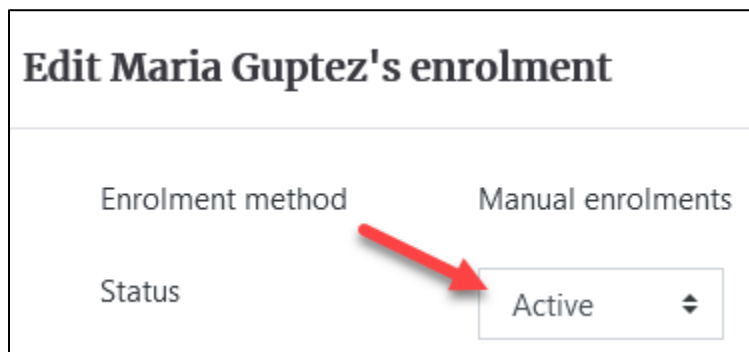 Edit Maria Guptez's enrolment
Enrolment method Manual enrolments
Status Active